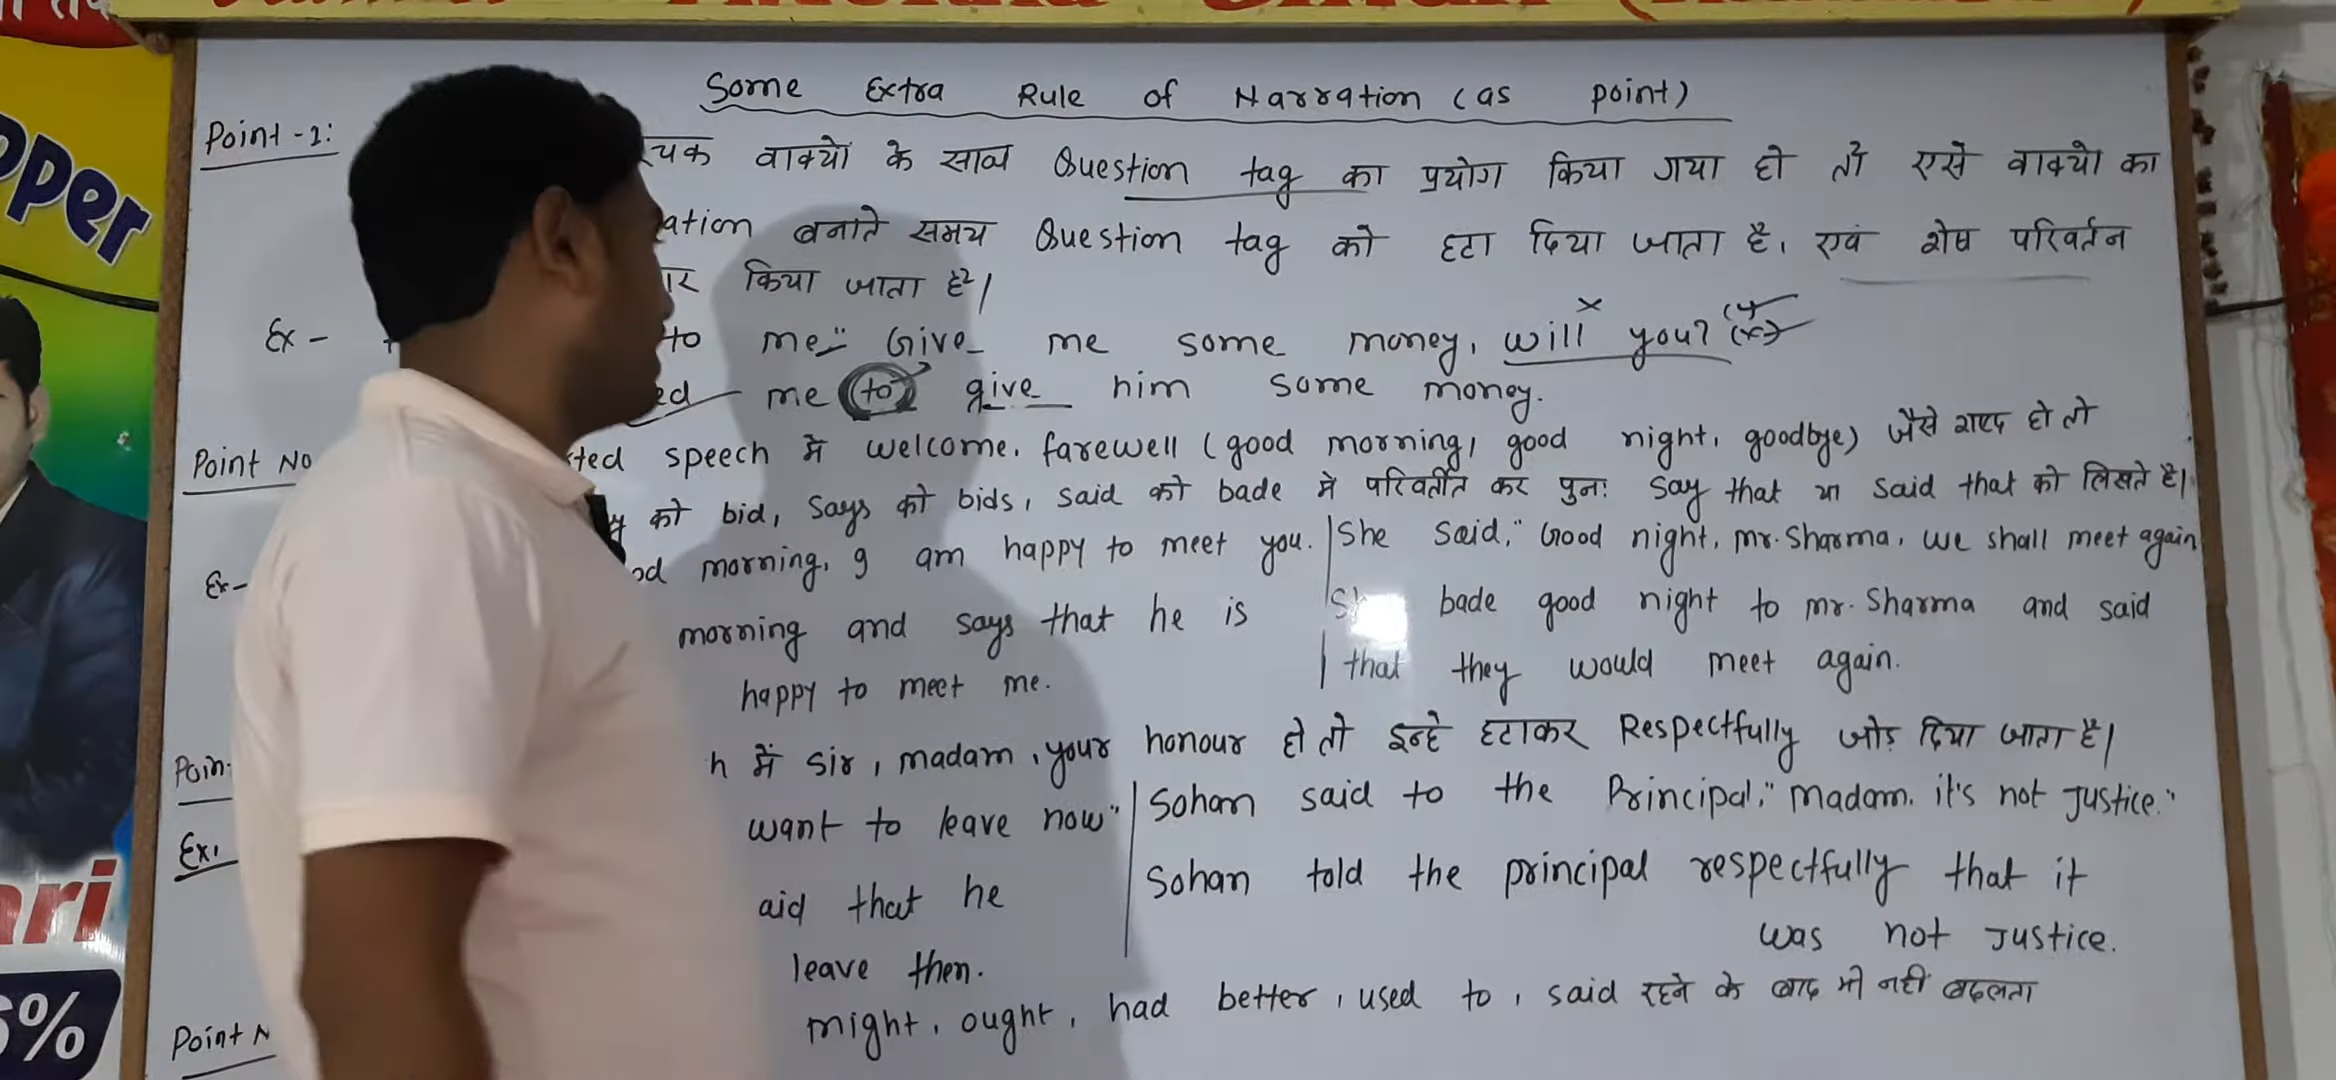 Some Extra Rule of Narration (as point)
Point -1:
वाक्यो के साथ Question tag का प्रयोग किया गया हो तो एसे वाक्यो का
ation बनाते समय Question tag को हटा दिया जाता है, एवं शेष परिवर्तन
किया जाता है।
Ex - to me " Give me some money, will you?
ed me to give him some money.
Point No
ted speech में welcome, farewell (good morning, good night, goodbye) जैसे शब्द हो तो
को bid, says को bids, said को bade मे परिवर्तीत कर पुनः say that या said that को लिखते है।
Ex- od morning, I am happy to meet you.
morning and says that he is
happy to meet me.
She said," Good night, Mr. Sharma, we shall meet again
She bade good night to mr. Sharma and said
that they would meet again.
Poin
h में sir, madam, your honour हो तो इन्हे हटाकर Respectfully जोड़ दिया जाता है।
Ex,
want to leave now"
aid that he
leave then.
Sohan said to the Principal," Madam, it's not Justice."
Sohan told the principal respectfully that it
was not Justice.
Point N
might, ought, had better, used to, said रहने के बाद भी नहीं बदलता
pper
ari
6%